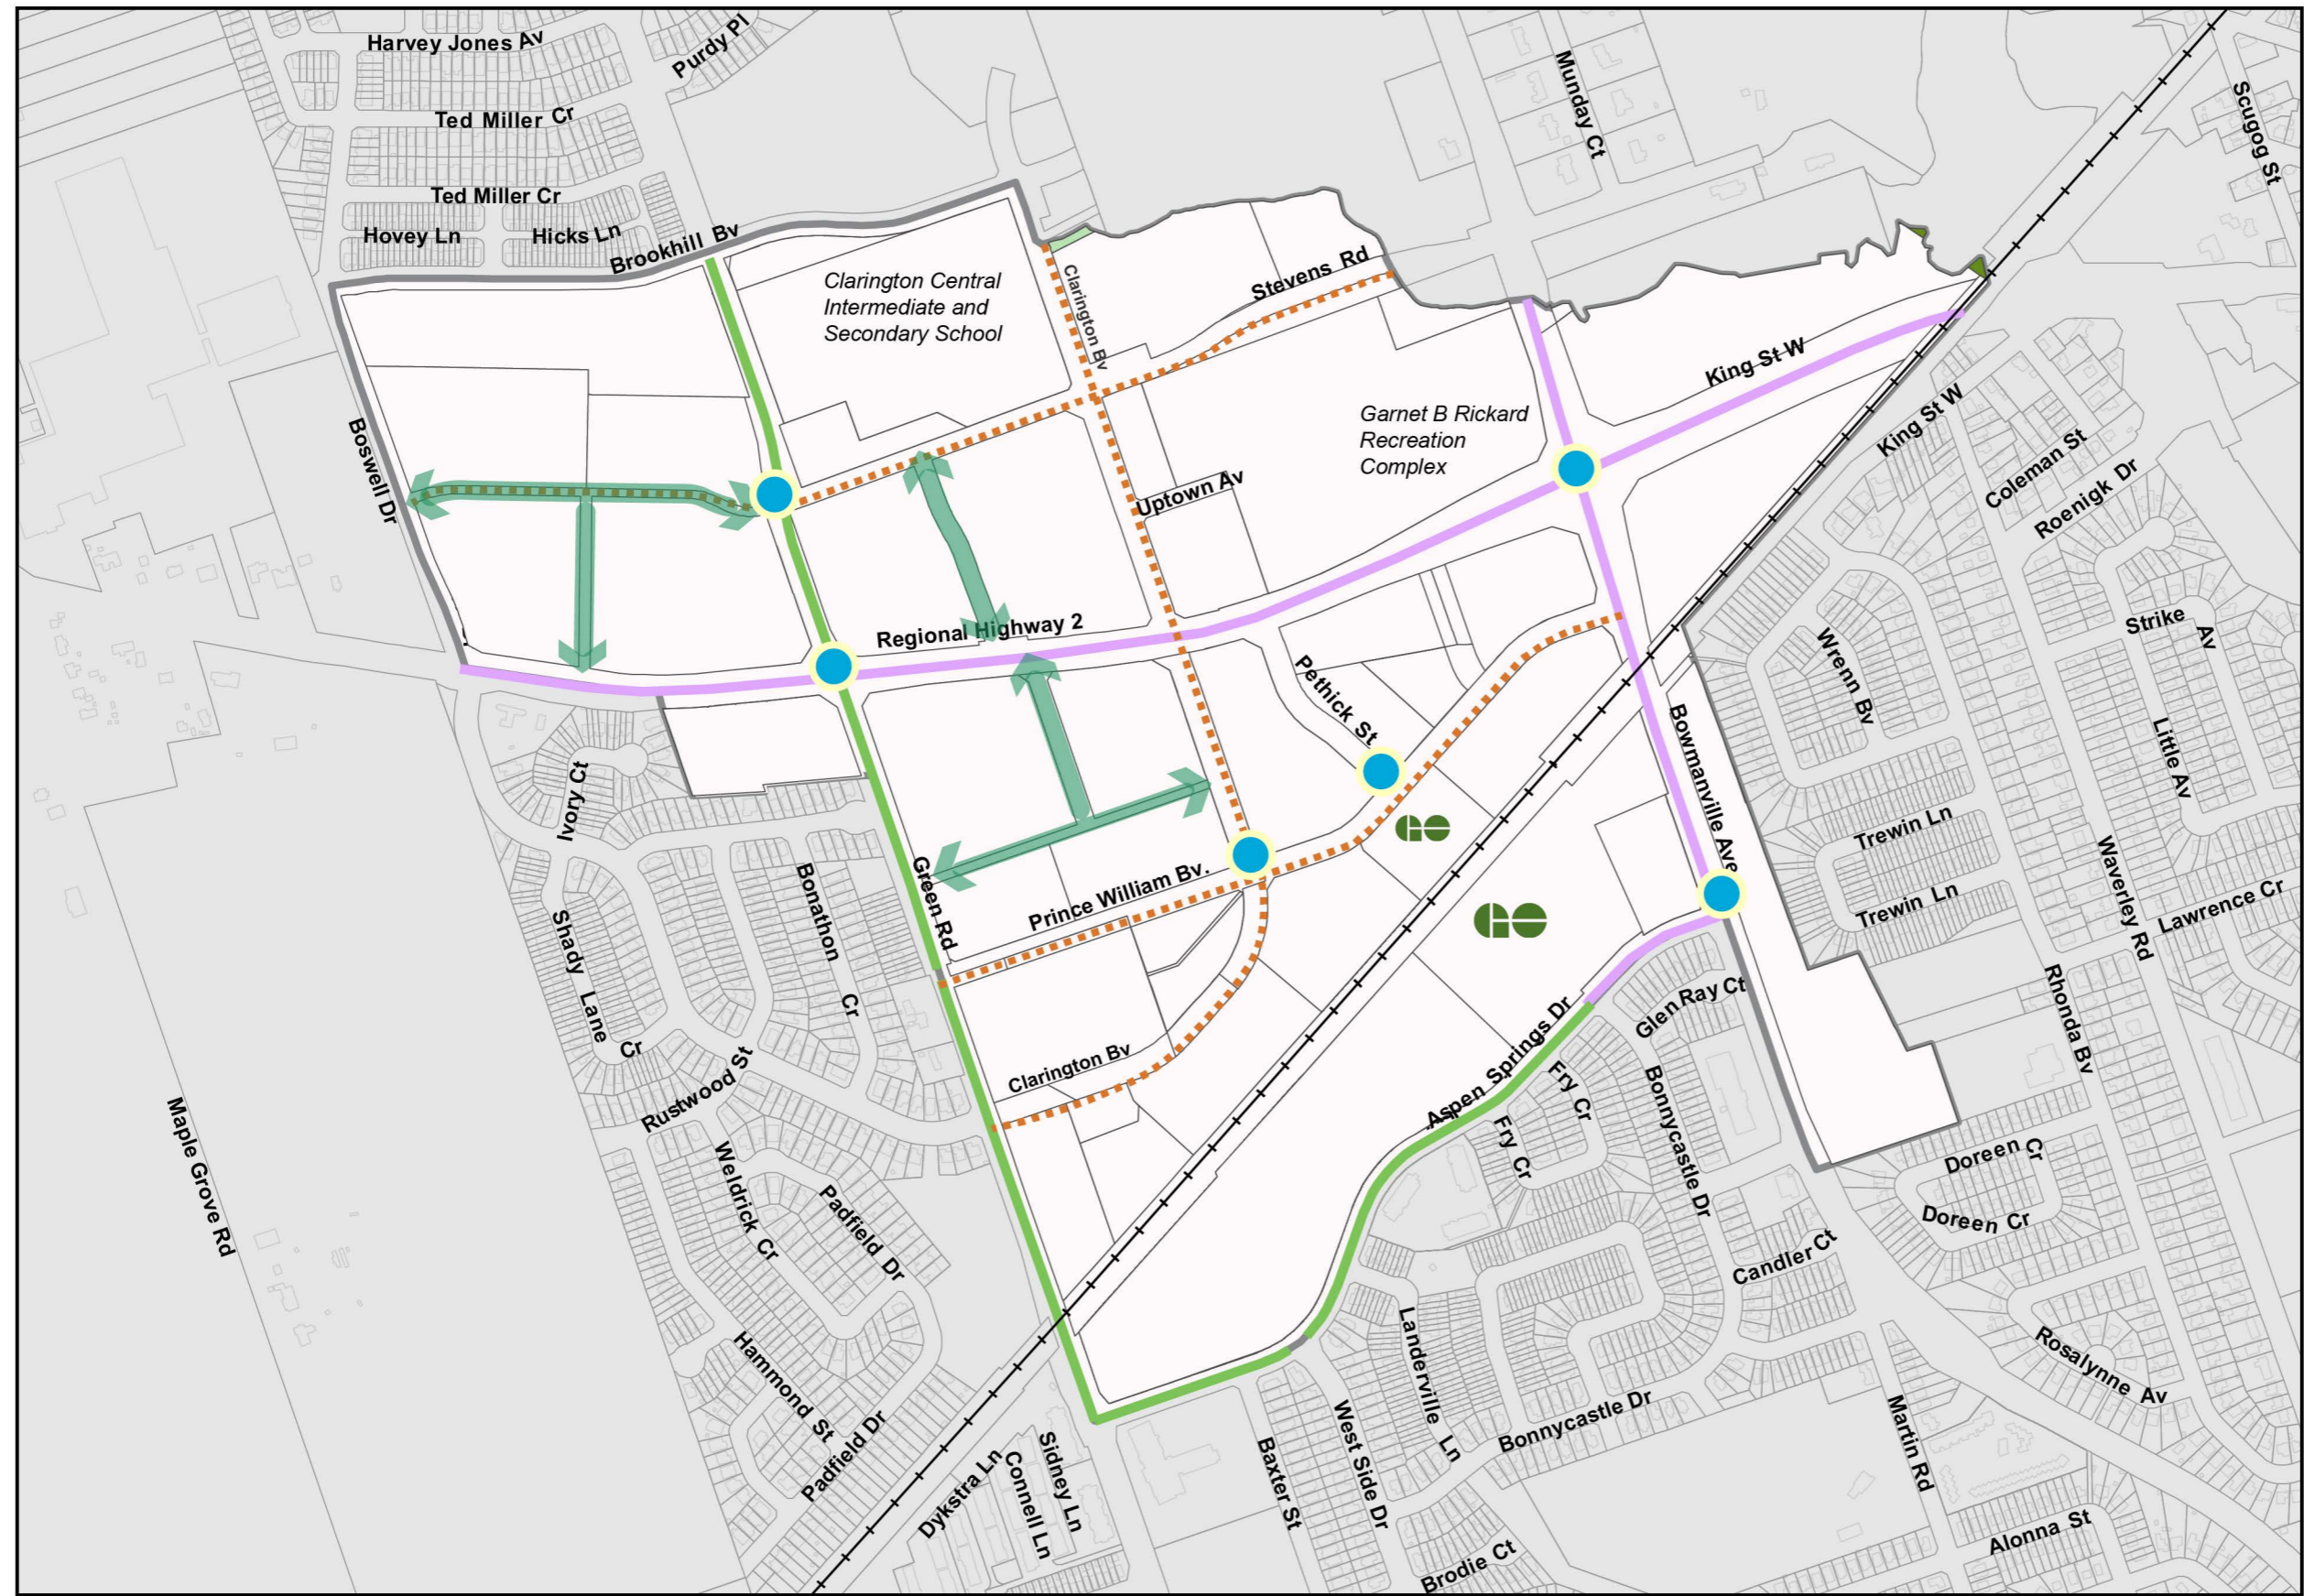 Harvey Jones Av
Purdy Pl
Munday Ct
Scugog St
Ted Miller Cr
Ted Miller Cr
Hovey Ln
Hicks Ln
Brookhill Bv
Clarington Central
Intermediate and
Secondary School
Clarington Bv
Stevens Rd
King St W
King St W
Garnet B Rickard
Recreation
Complex
Coleman St
Roenigk Dr
Boswell Dr
Uptown Av
Regional Highway 2
Strike Av
Wrenn Bv
Pethick St
Little Av
Bowmanville Ave
Ivory Ct
GO
Trewin Ln
Trewin Ln
Waverley Rd
Lawrence Cr
Green Rd
Bonathon Cr
Prince William Bv.
GO
Shady Lane Cr
Glen Ray Ct
Rhonda Bv
Clarington Bv
Aspen Springs Dr
Fry Cr
Fry Cr
Bonnycastle Dr
Rustwood St
Maple Grove Rd
Weldrick Cr
Padfield Dr
Doreen Cr
Doreen Cr
Candler Ct
Hammond St
Padfield Dr
Landerville Ln
Rosalynne Av
Bonnycastle Dr
West Side Dr
Baxter St
Martin Rd
Dykstra Ln
Connell Ln
Sidney Ln
Brodie Ct
Alonna St